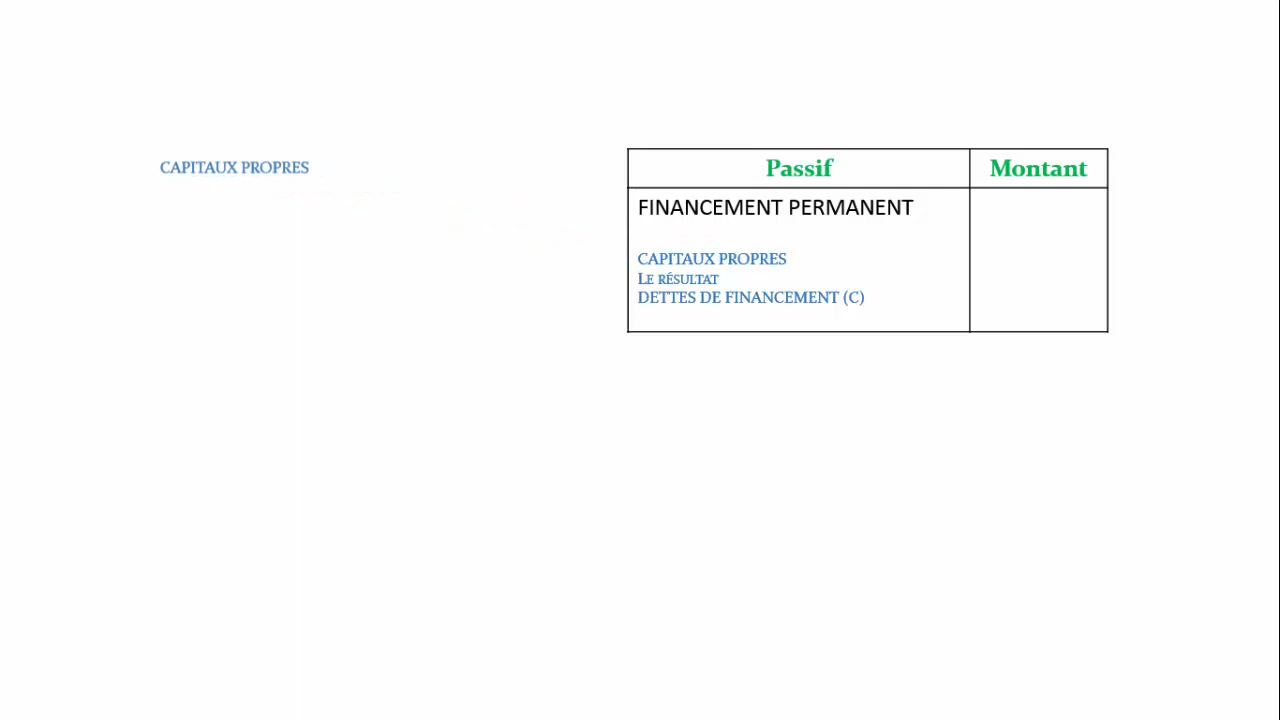 CAPITAUX PROPRES
Passif Montant
FINANCEMENT PERMANENT
CAPITAUX PROPRES
LE RÉSULTAT
DETTES DE FINANCEMENT (C)